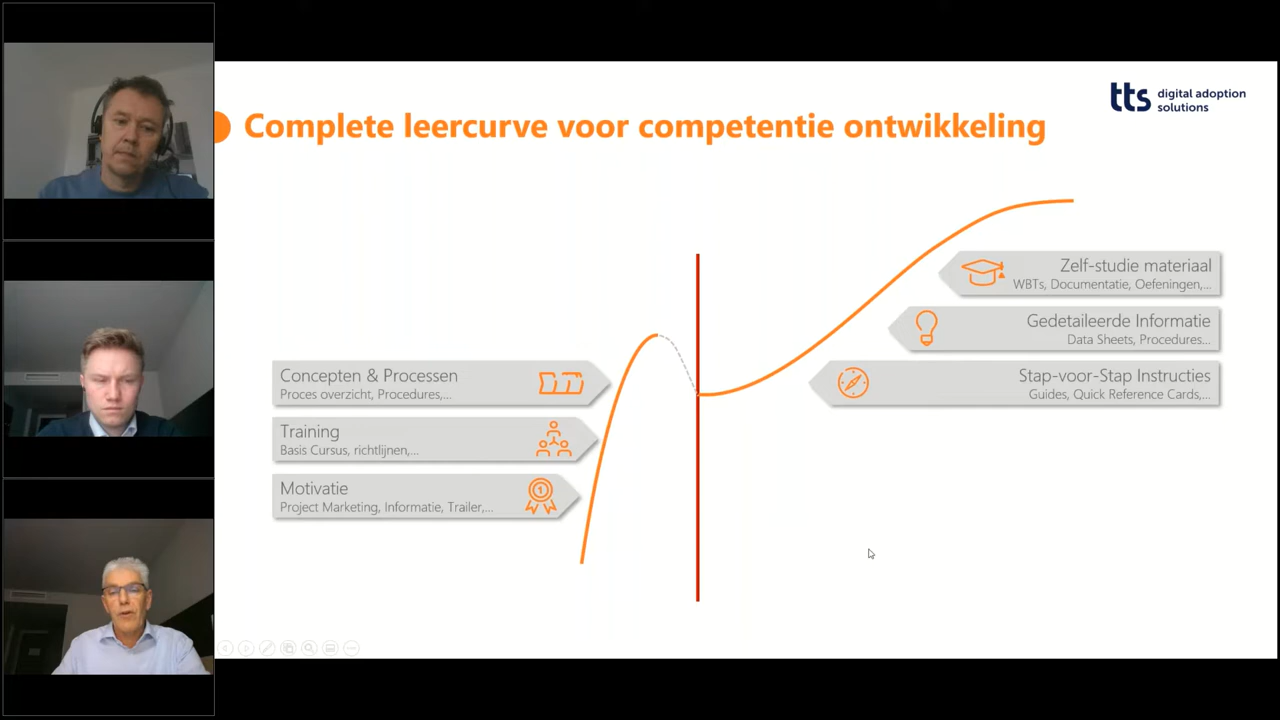 tts digital adoption
solutions
Complete leercurve voor competentie ontwikkeling
Concepten & Processen
Proces overzicht, Procedures,...
Training
Basis Cursus, richtlijnen,...
Motivatie
Project Marketing, Informatie, Trailer,...
1
Zelf-studie materiaal
WBTs, Documentatie, Oefeningen,...
Gedetaileerde Informatie
Data Sheets, Procedures...
Stap-voor-Stap Instructies
Guides, Quick Reference Cards,...